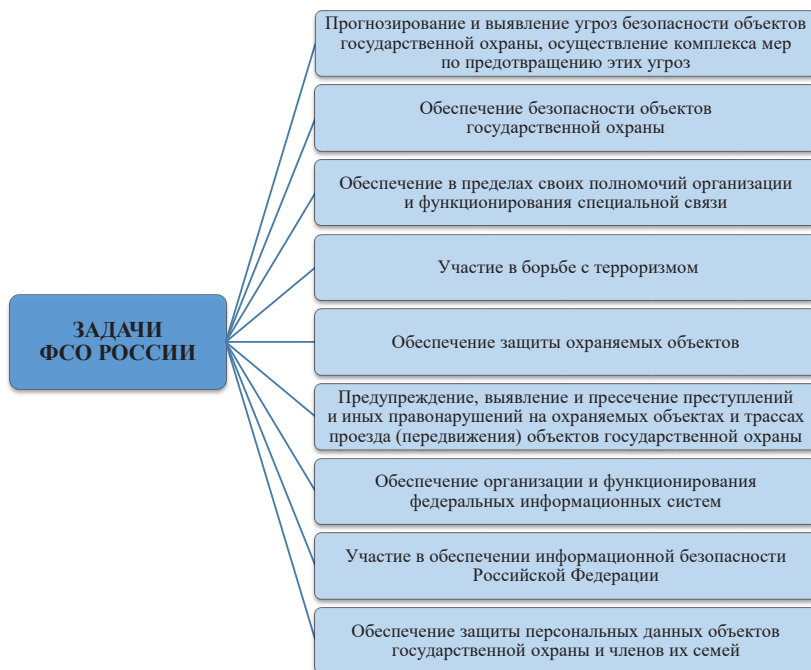 Прогнозирование и выявление угроз безопасности объектов
государственной охраны, осуществление комплекса мер
по предотвращению этих угроз
Обеспечение безопасности объектов
государственной охраны
Обеспечение в пределах своих полномочий организации
и функционирования специальной связи
Участие в борьбе с терроризмом
ЗАДАЧИ
ФСО РОССИИ
Обеспечение защиты охраняемых объектов
Предупреждение, выявление и пресечение преступлений
и иных правонарушений на охраняемых объектах и трассах
проезда (передвижения) объектов государственной охраны
Обеспечение организации и функционирования
федеральных информационных систем
Участие в обеспечении информационной безопасности
Российской Федерации
Обеспечение защиты персональных данных объектов
государственной охраны и членов их семей